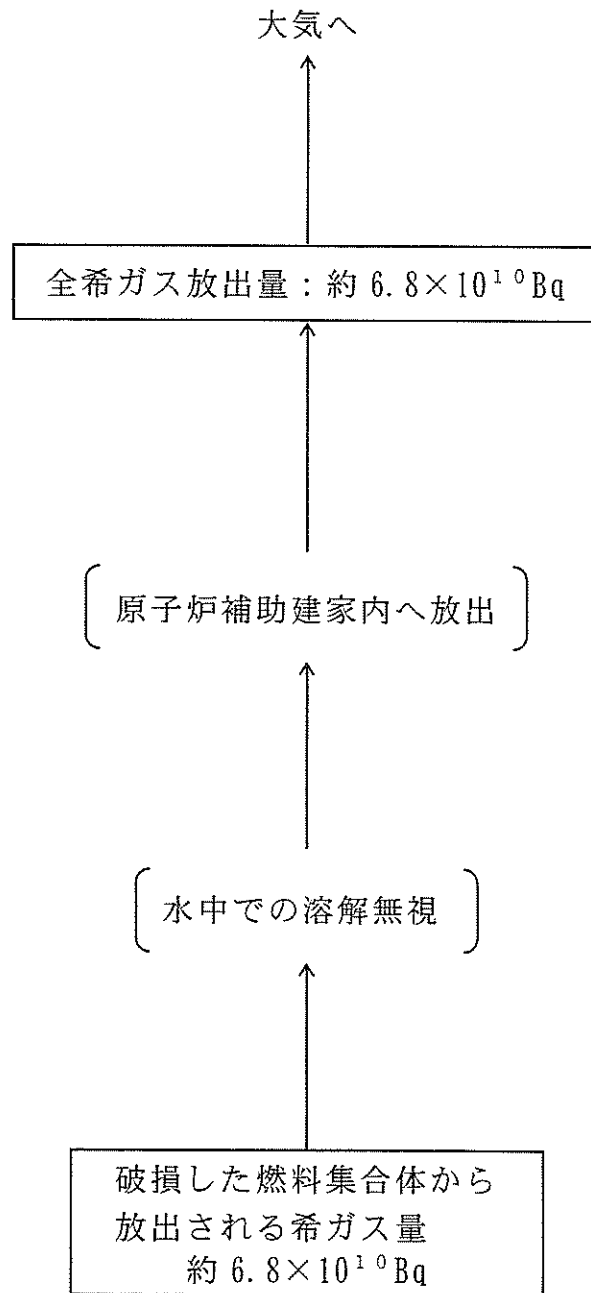 大気へ
全希ガス放出量：約 6.8×10¹⁰Bq
原子炉補助建家内へ放出
水中での溶解無視
破損した燃料集合体から
放出される希ガス量
約 6.8×10¹⁰Bq